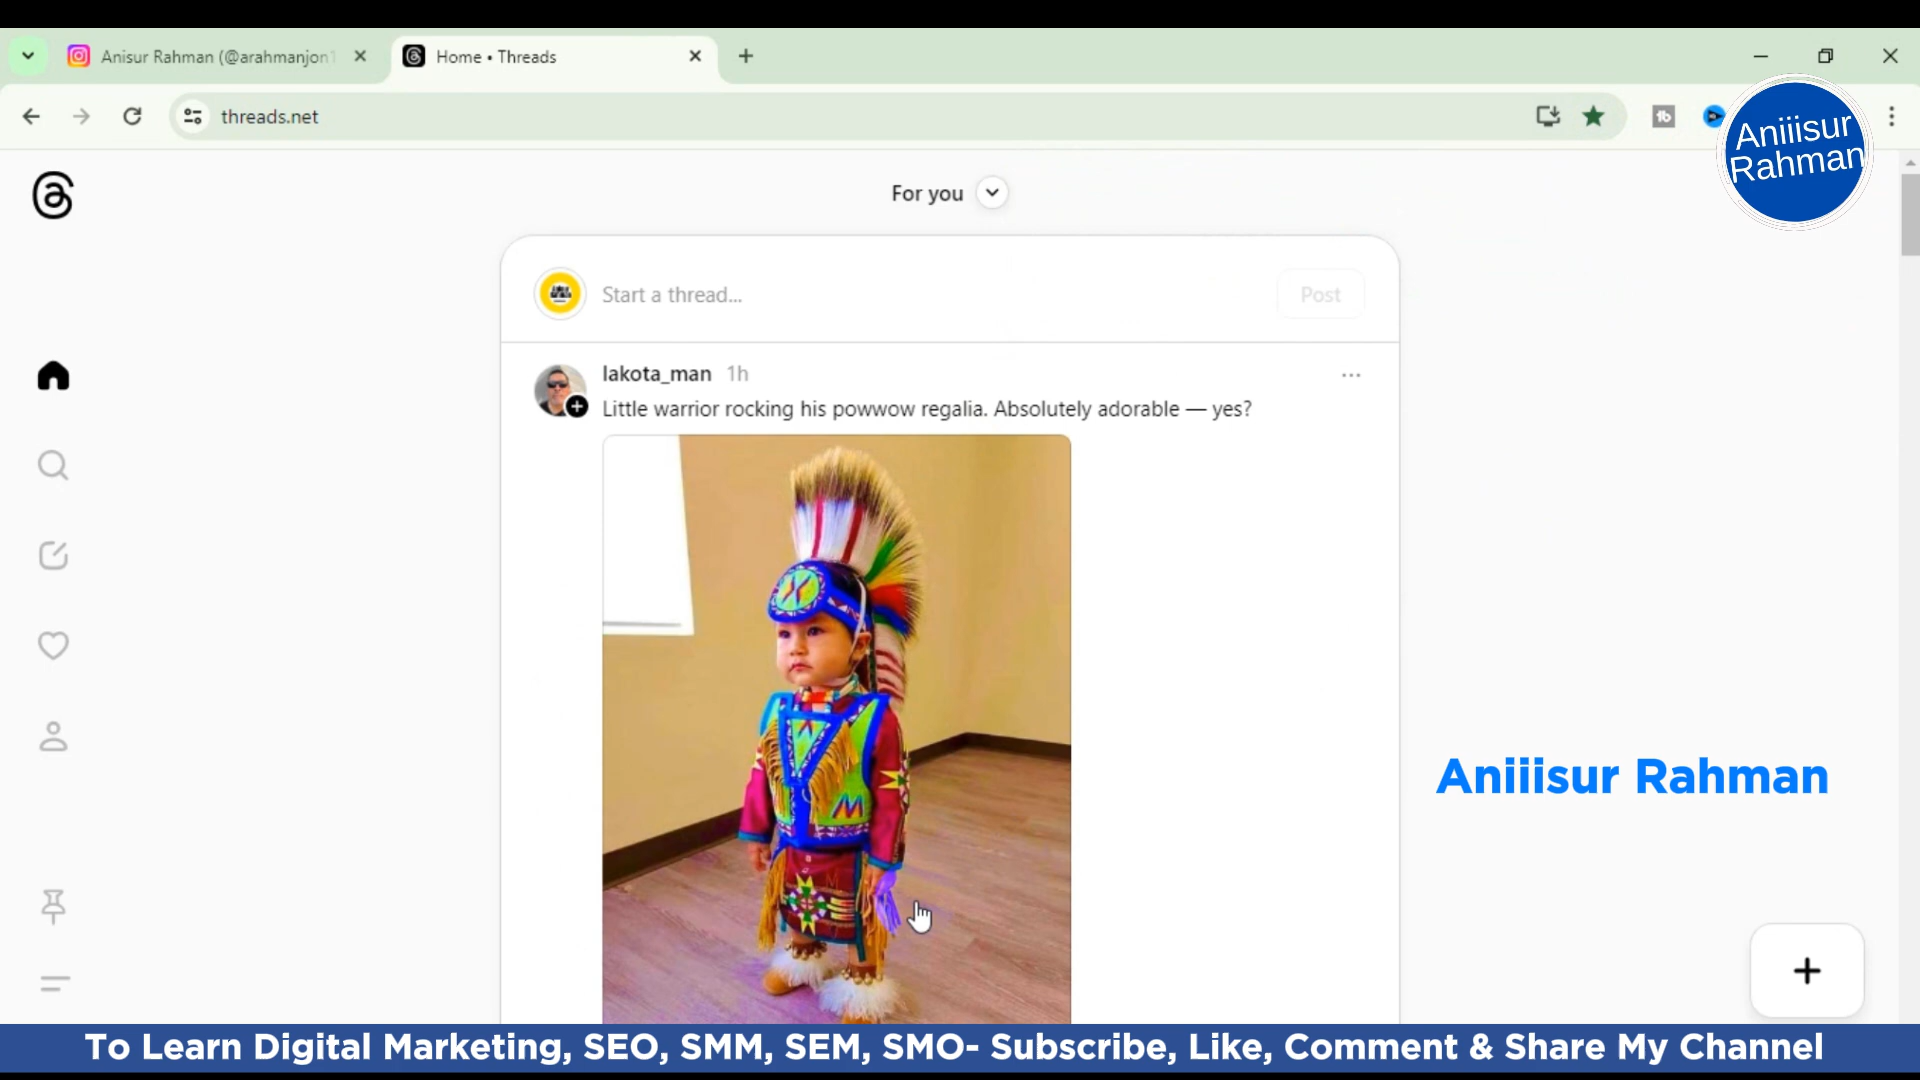 Anisur Rahman (@arahmanjon1
Home • Threads
threads.net
Aniiisur
Rahman
For you
Start a thread...
Post
lakota_man 1h
Little warrior rocking his powwow regalia. Absolutely adorable — yes?
Aniiisur Rahman
To Learn Digital Marketing, SEO, SMM, SEM, SMO- Subscribe, Like, Comment & Share My Channel